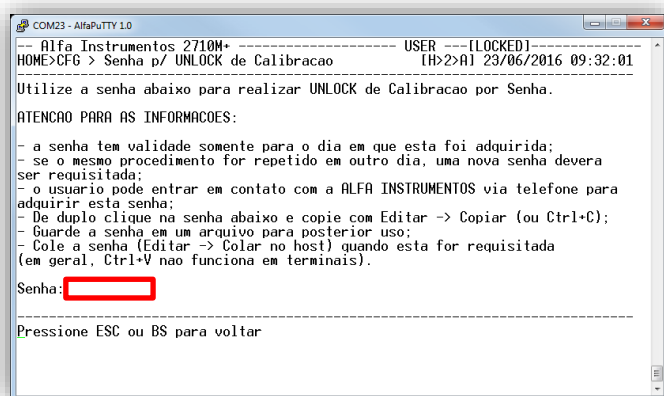 COM23 - AlfaPuTTY 1.0
-- Alfa Instrumentos 2710M+ -------------------- USER ---[LOCKED]--------------
HOME>CFG > Senha p/ UNLOCK de Calibracao [H>2>A] 23/06/2016 09:32:01
Utilize a senha abaixo para realizar UNLOCK de Calibracao por Senha.
ATENCAO PARA AS INFORMACOES:
- a senha tem validade somente para o dia em que esta foi adquirida;
- se o mesmo procedimento for repetido em outro dia, uma nova senha devera
ser requisitada;
- o usuario pode entrar em contato com a ALFA INSTRUMENTOS via telefone para
adquirir esta senha;
- De duplo clique na senha abaixo e copie com Editar -> Copiar (ou Ctrl+C);
- Guarde a senha em um arquivo para posterior uso;
- Cole a senha (Editar -> Colar no host) quando esta for requisitada
(em geral, Ctrl+V nao funciona em terminais).
Senha:
Pressione ESC ou BS para voltar